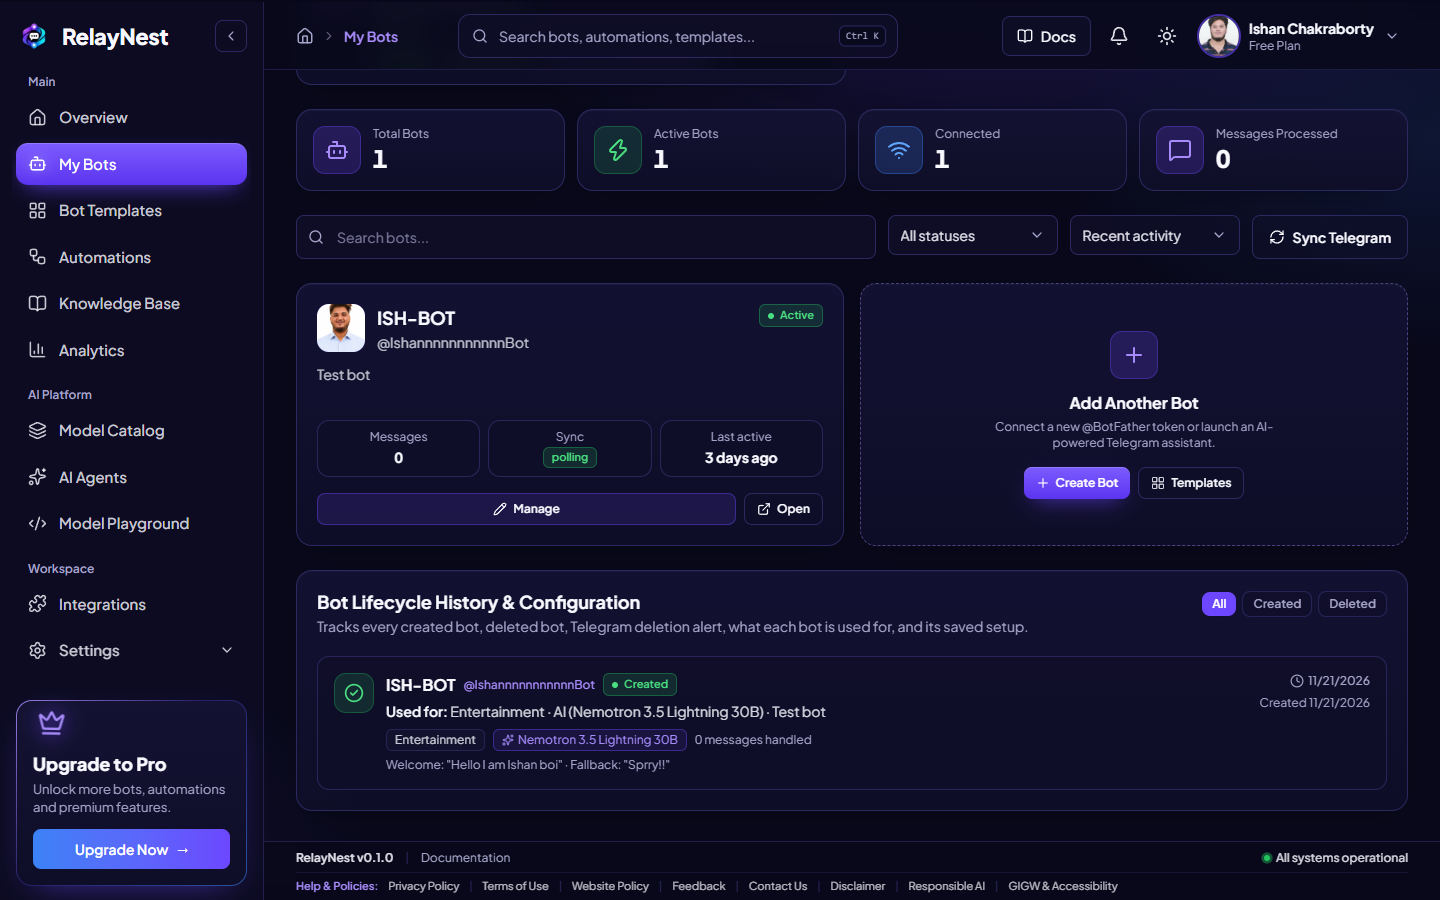 RelayNest
Main
Overview
My Bots
Bot Templates
Automations
Knowledge Base
Analytics
AI Platform
Model Catalog
AI Agents
Model Playground
Workspace
Integrations
Settings
Upgrade to Pro
Unlock more bots, automations
and premium features.
Upgrade Now →
My Bots
Search bots, automations, templates...
Ctrl K
Docs
Ishan Chakraborty
Free Plan
Total Bots
1
Active Bots
1
Connected
1
Messages Processed
0
Search bots...
All statuses
Recent activity
Sync Telegram
ISH-BOT
Active
@IshannnnnnnnnnnBot
Test bot
Messages
0
Sync
polling
Last active
3 days ago
Manage
Open
Add Another Bot
Connect a new @BotFather token or launch an AI-
powered Telegram assistant.
Create Bot
Templates
Bot Lifecycle History & Configuration
All
Created
Deleted
Tracks every created bot, deleted bot, Telegram deletion alert, what each bot is used for, and its saved setup.
ISH-BOT @IshannnnnnnnnnnBot Created
11/21/2026
Used for: Entertainment · AI (Nemotron 3.5 Lightning 30B) · Test bot
Created 11/21/2026
Entertainment Nemotron 3.5 Lightning 30B 0 messages handled
Welcome: "Hello I am Ishan boi" · Fallback: "Sprry!!"
RelayNest v0.1.0 | Documentation
All systems operational
Help & Policies: Privacy Policy | Terms of Use | Website Policy | Feedback | Contact Us | Disclaimer | Responsible AI | GIGW & Accessibility